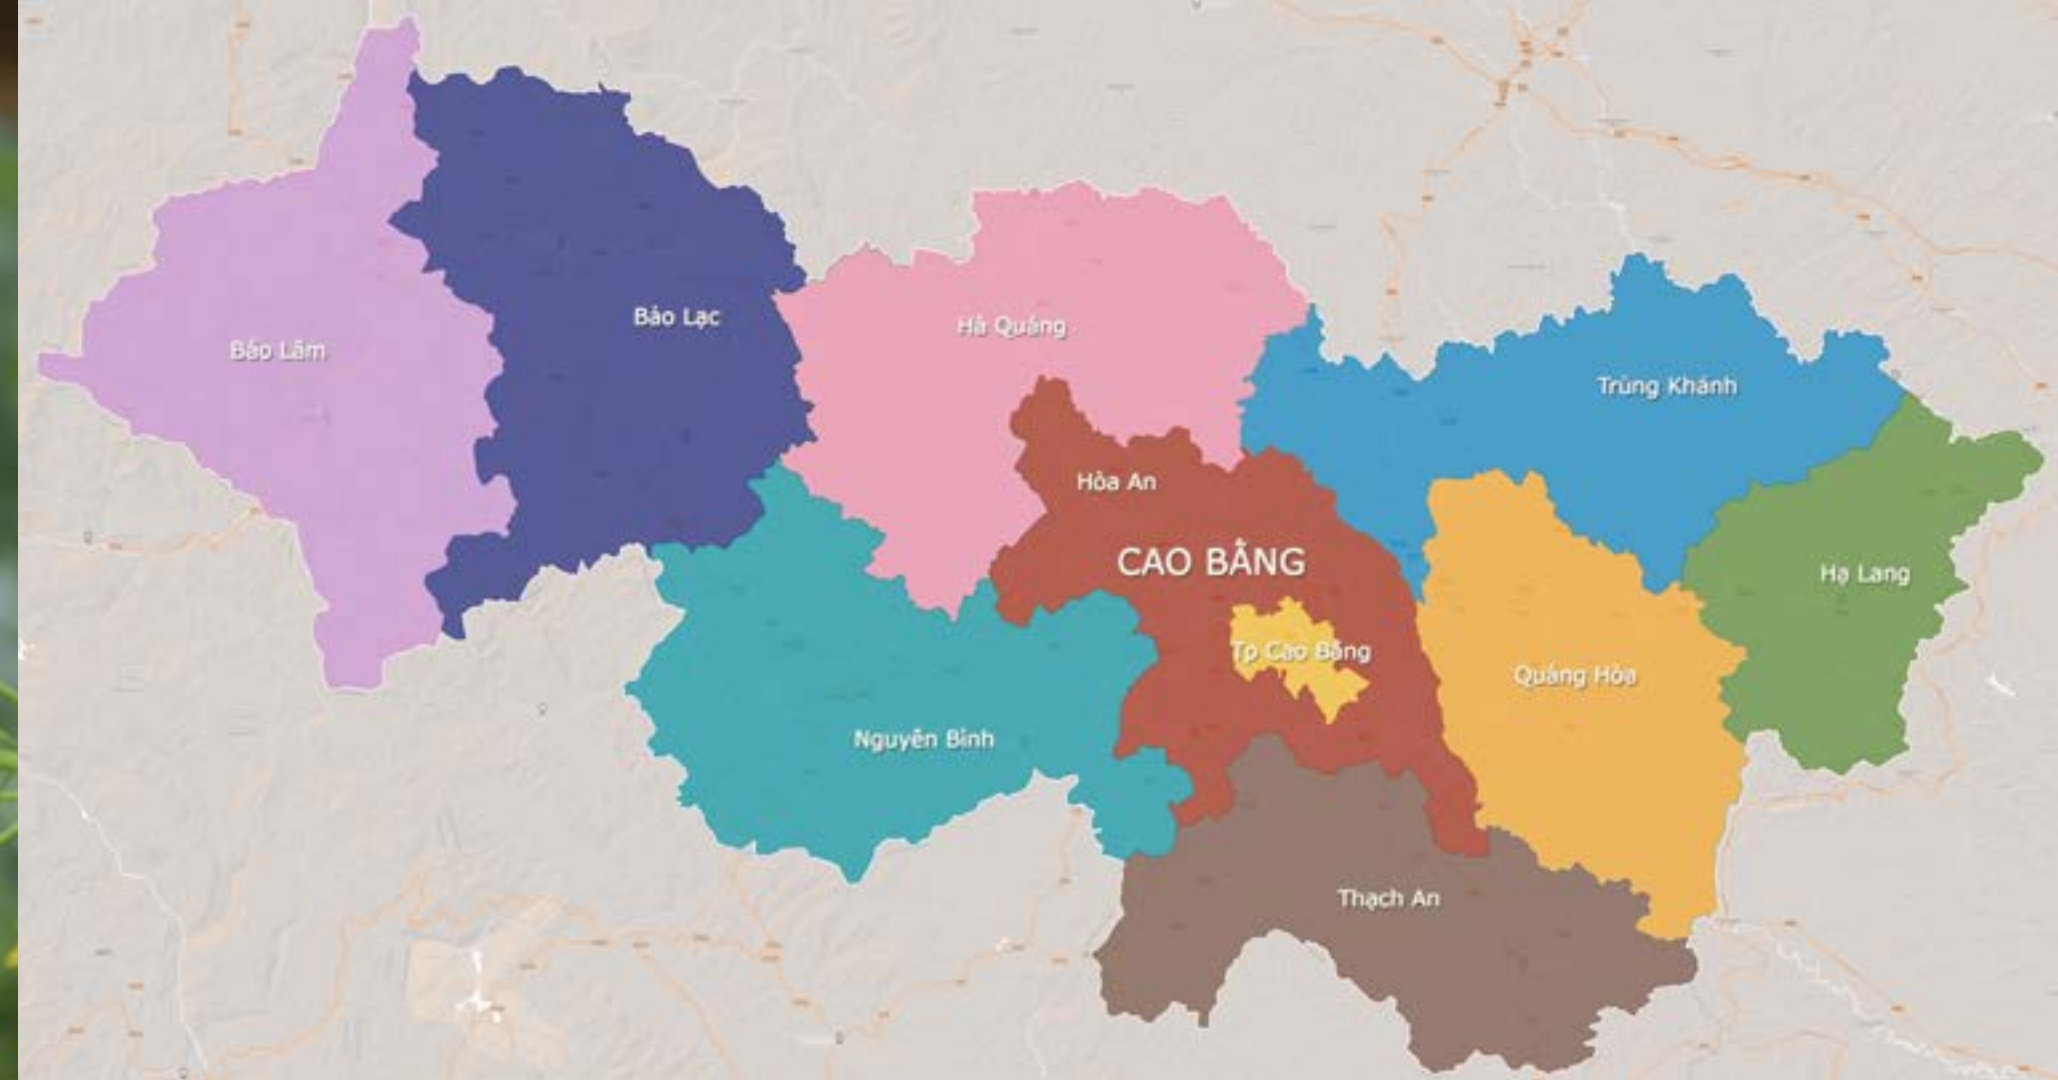 Bảo Lạc
Hà Quảng
Bảo Lâm
Trùng Khánh
Hòa An
CAO BẰNG
Hạ Lang
Tp Cao Bằng
Quảng Hòa
Nguyên Bình
Thạch An